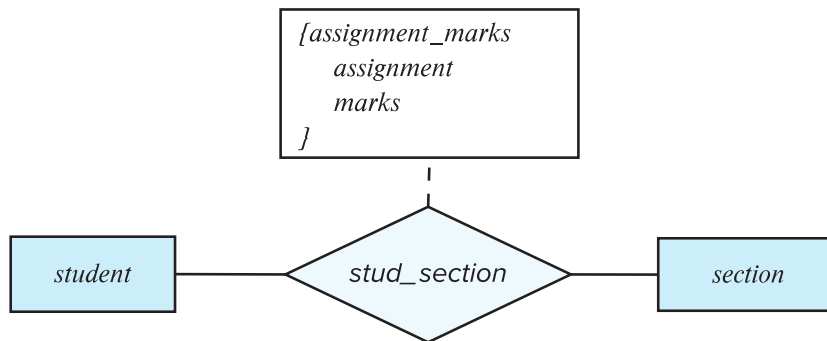 {assignment_marks
assignment
marks
}
student
stud_section
section